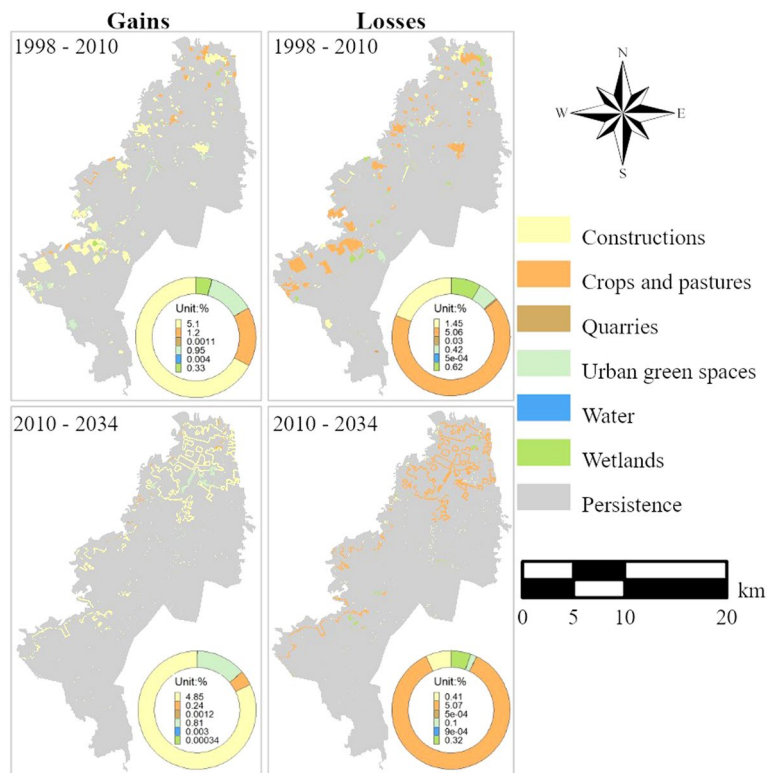 Gains
Losses
1998 - 2010
Unit:%
5.1
1.2
0.0011
0.95
0.004
0.33
1998 - 2010
Unit:%
1.45
5.06
0.03
0.42
5e-04
0.62
2010 - 2034
Unit:%
4.85
0.24
0.0012
0.81
0.003
0.00034
2010 - 2034
Unit:%
0.41
5.07
5e-04
0.1
9e-04
0.32
N
W
E
S
Constructions
Crops and pastures
Quarries
Urban green spaces
Water
Wetlands
Persistence
km
0 5 10 20